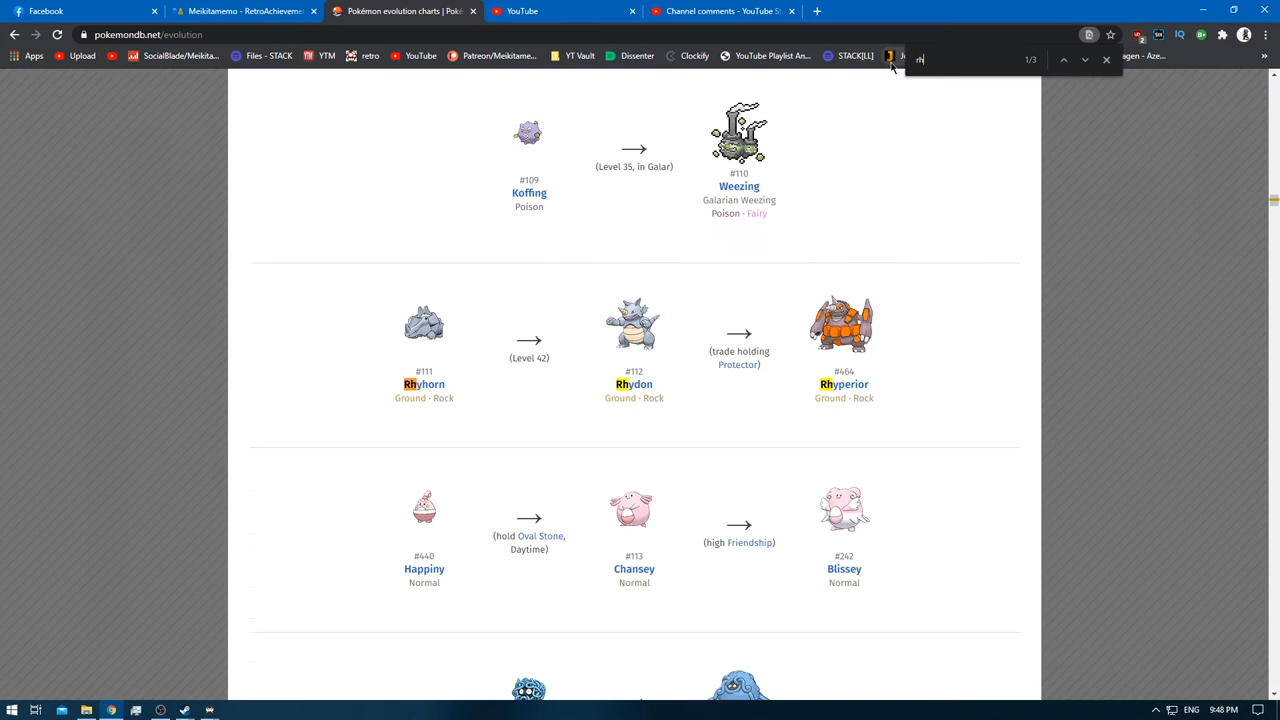 Facebook
Meitakitamemo - RetroAchievemen
Pokémon evolution charts | Poké
YouTube
Channel comments - YouTube St
pokemondb.net/evolution
Apps
Upload
SocialBlade/Meikita...
Files - STACK
YTM
retro
YouTube
Patreon/Meikitame...
YT Vault
Dissenter
Clockify
YouTube Playlist An...
STACK[LL]
rh
1/3
agen - Aze...
(Level 35, in Galar)
#109
Koffing
Poison
#110
Weezing
Galarian Weezing
Poison · Fairy
(Level 42)
(trade holding
Protector)
#111
Rhyhorn
Ground · Rock
#112
Rhydon
Ground · Rock
#464
Rhyperior
Ground · Rock
(hold Oval Stone,
Daytime)
(high Friendship)
#440
Happiny
Normal
#113
Chansey
Normal
#242
Blissey
Normal
9:48 PM